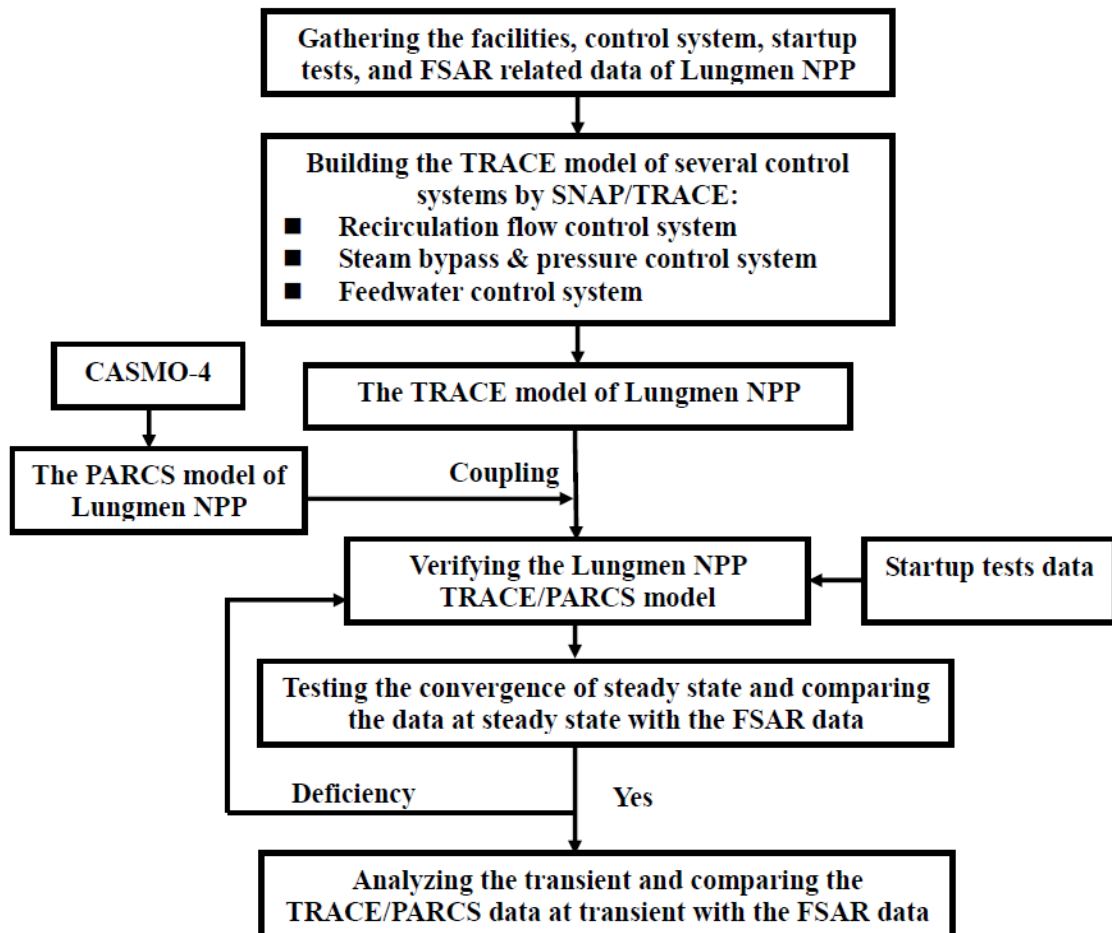 Gathering the facilities, control system, startup
tests, and FSAR related data of Lungmen NPP
Building the TRACE model of several control
systems by SNAP/TRACE:
■ Recirculation flow control system
■ Steam bypass & pressure control system
■ Feedwater control system
CASMO-4
The TRACE model of Lungmen NPP
The PARCS model of
Lungmen NPP
Coupling
Verifying the Lungmen NPP
TRACE/PARCS model
Startup tests data
Testing the convergence of steady state and comparing
the data at steady state with the FSAR data
Deficiency
Yes
Analyzing the transient and comparing the
TRACE/PARCS data at transient with the FSAR data